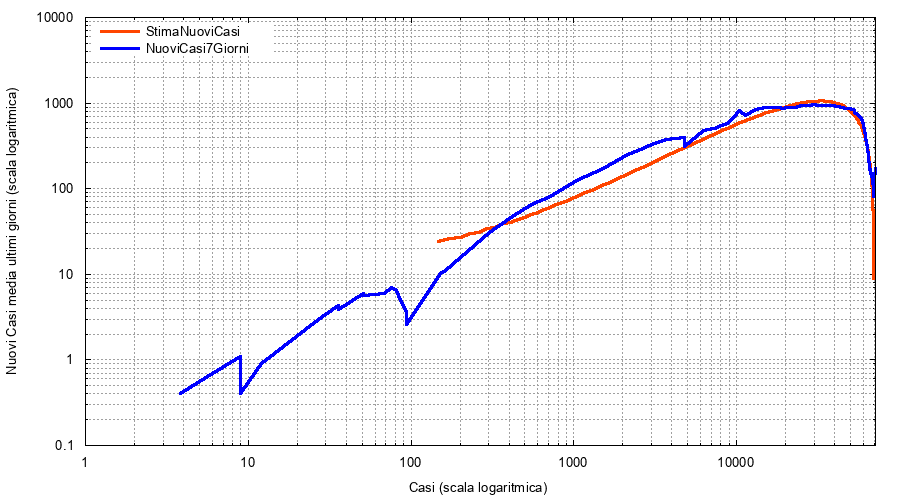 10000
1000
100
10
1
0.1
StimaNuoviCasi
NuoviCasi7Giorni
Nuovi Casi media ultimi giorni (scala logaritmica)
1 10 100 1000 10000
Casi (scala logaritmica)